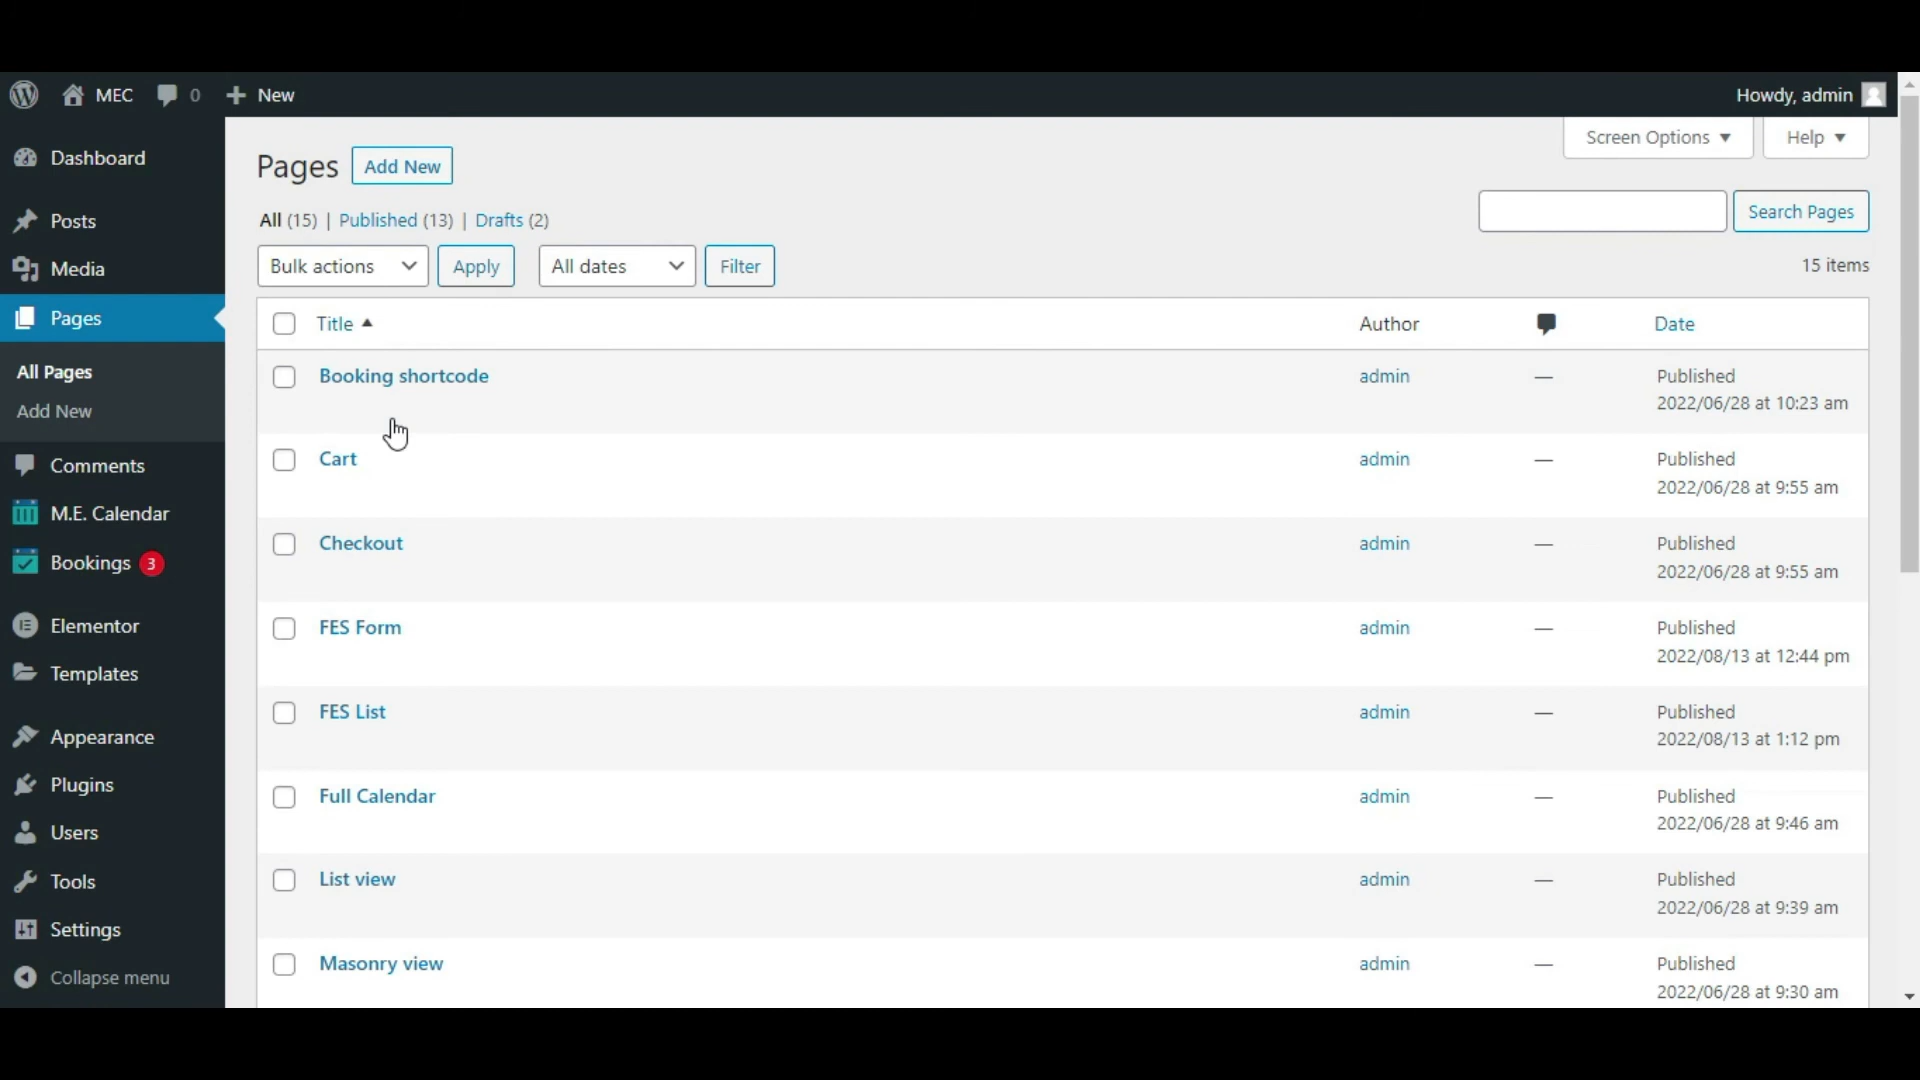 MEC 0 New Howdy, admin
Screen Options Help
Dashboard
Posts
Media
Pages
All Pages
Add New
Comments
M.E. Calendar
Bookings 3
Elementor
Templates
Appearance
Plugins
Users
Tools
Settings
Collapse menu
Pages Add New
All (15) | Published (13) | Drafts (2)
Search Pages
Bulk actions Apply All dates Filter 15 items
Title Author Date
Booking shortcode admin — Published
2022/06/28 at 10:23 am
Cart admin — Published
2022/06/28 at 9:55 am
Checkout admin — Published
2022/06/28 at 9:55 am
FES Form admin — Published
2022/08/13 at 12:44 pm
FES List admin — Published
2022/08/13 at 1:12 pm
Full Calendar admin — Published
2022/06/28 at 9:46 am
List view admin — Published
2022/06/28 at 9:39 am
Masonry view admin — Published
2022/06/28 at 9:30 am